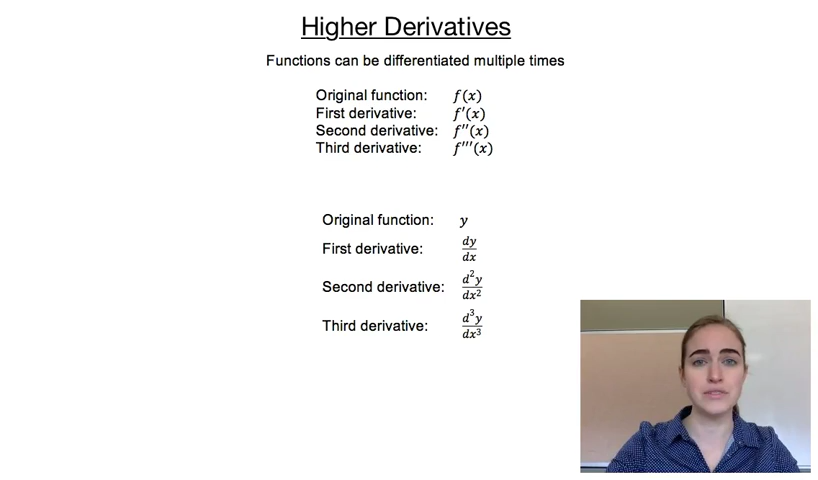 Higher Derivatives
Functions can be differentiated multiple times
Original function: f(x)
First derivative: f′(x)
Second derivative: f″(x)
Third derivative: f‴(x)
Original function: y
First derivative: dy/dx
Second derivative: d²y/dx²
Third derivative: d³y/dx³